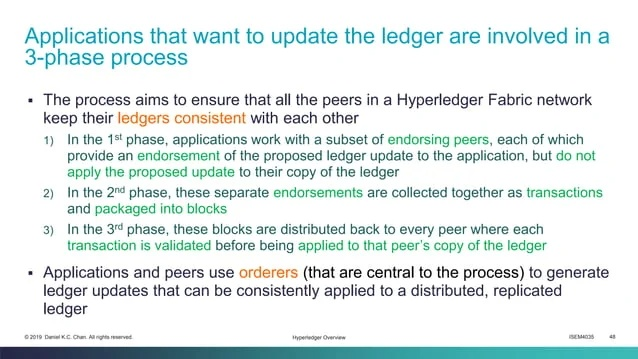 Applications that want to update the ledger are involved in a
3-phase process
▪ The process aims to ensure that all the peers in a Hyperledger Fabric network
keep their ledgers consistent with each other
1) In the 1st phase, applications work with a subset of endorsing peers, each of which
provide an endorsement of the proposed ledger update to the application, but do not
apply the proposed update to their copy of the ledger
2) In the 2nd phase, these separate endorsements are collected together as transactions
and packaged into blocks
3) In the 3rd phase, these blocks are distributed back to every peer where each
transaction is validated before being applied to that peer's copy of the ledger
▪ Applications and peers use orderers (that are central to the process) to generate
ledger updates that can be consistently applied to a distributed, replicated
ledger
© 2019 Daniel K.C. Chan. All rights reserved. Hyperledger Overview ISEM4035 48